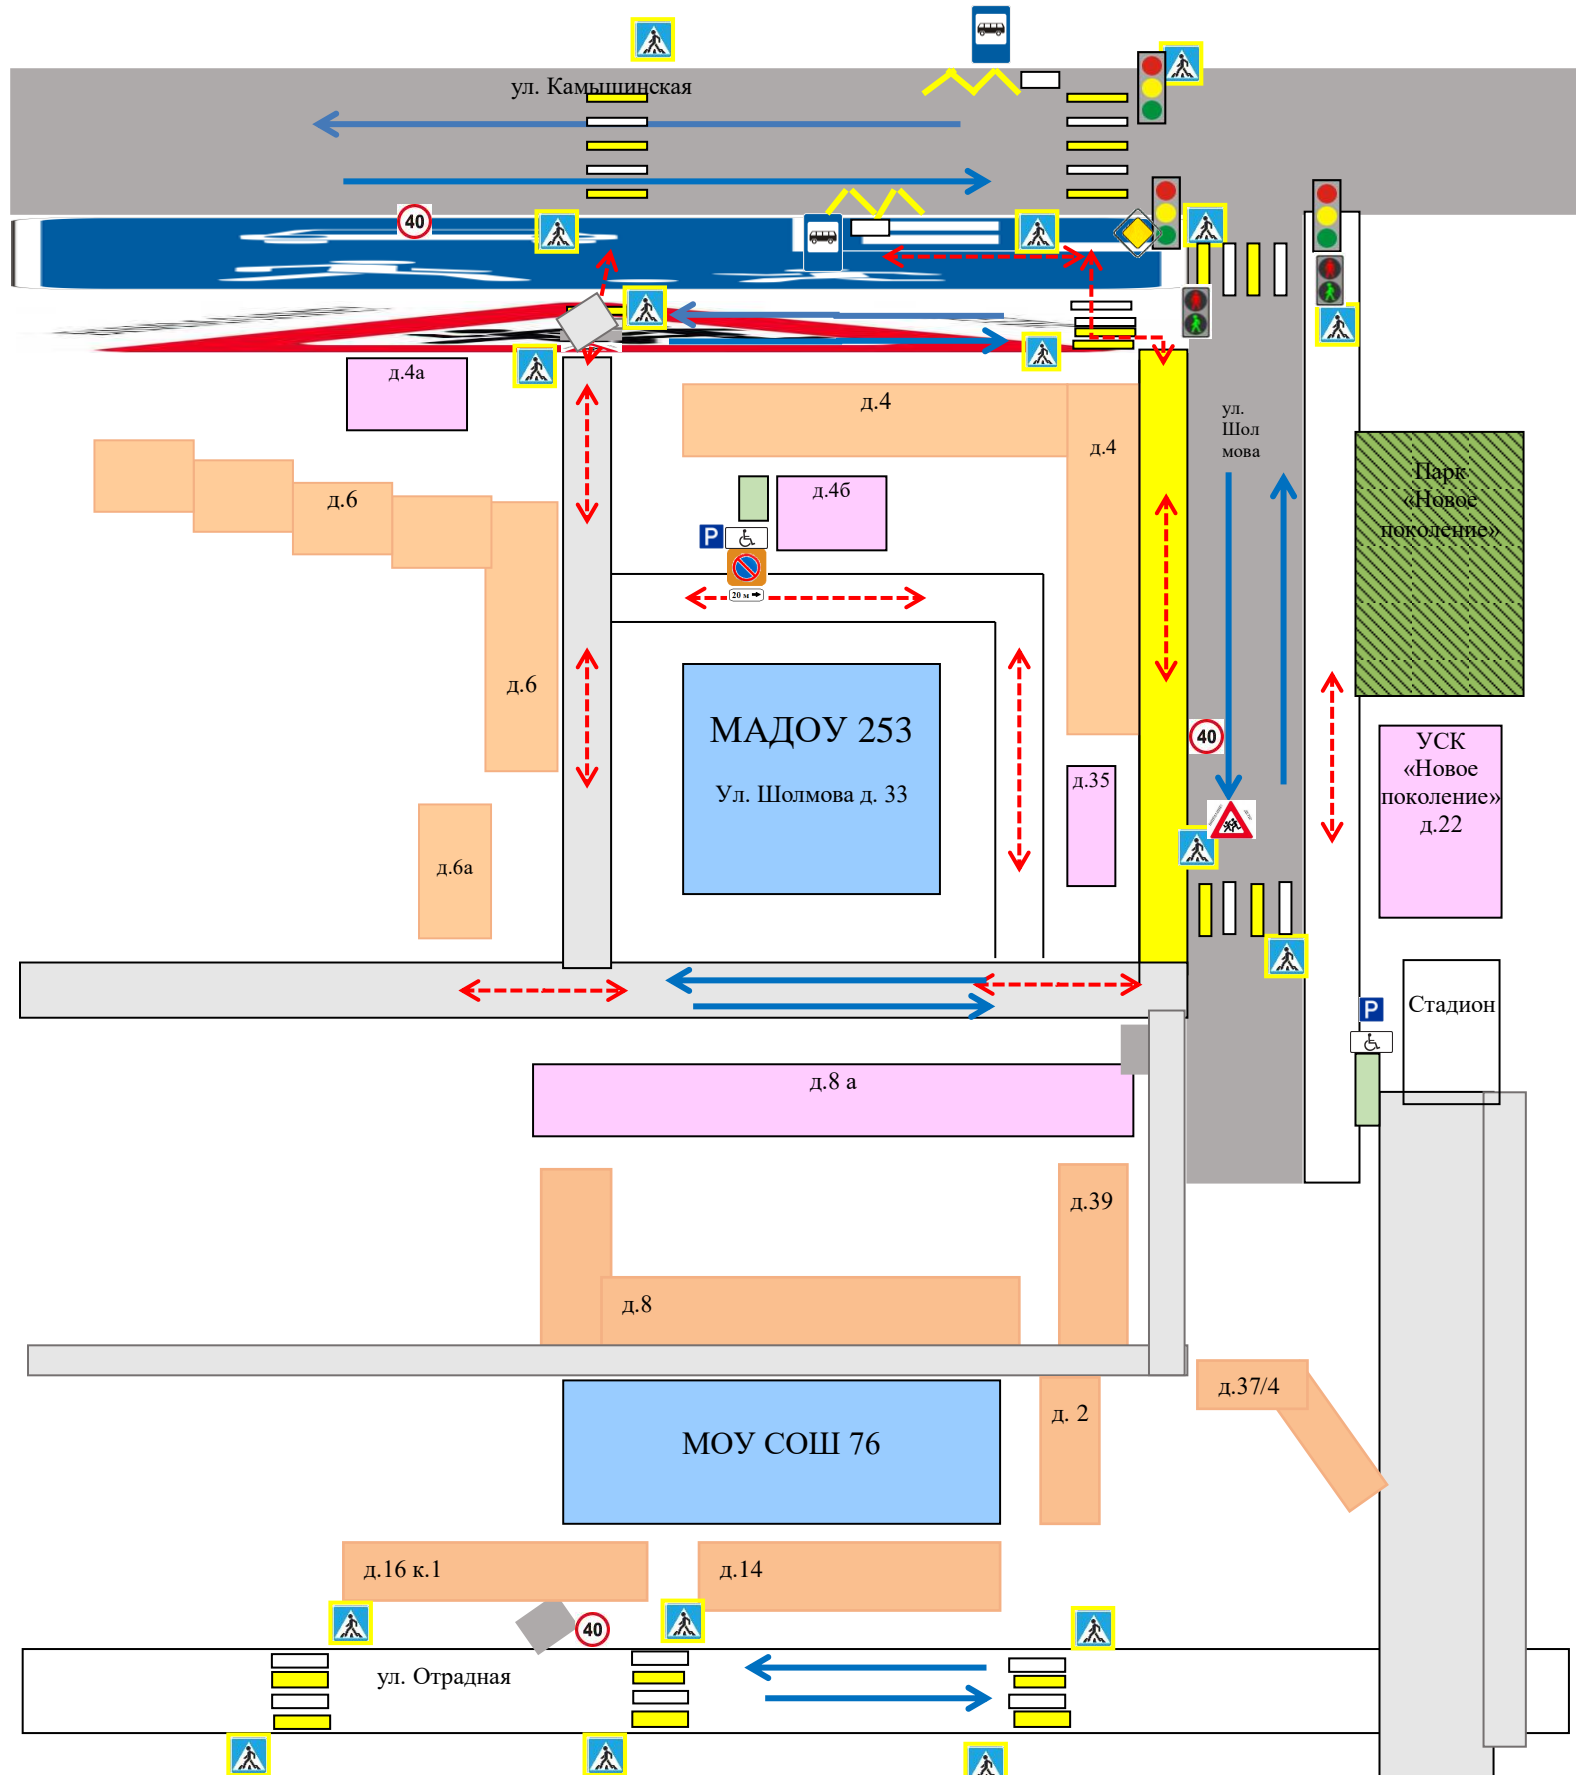 ул. Камышинская
40
д.4а
д.4
д.4
ул.
Шол
мова
д.6
д.4б
P
20 м
Парк
«Новое
поколение»
д.6
МАДОУ 253
Ул. Шолмова д. 33
40
д.35
УСК
«Новое
поколение»
д.22
д.6а
P
Стадион
д.8 а
д.39
д.8
д.37/4
д. 2
МОУ СОШ 76
д.16 к.1
д.14
40
ул. Отрадная